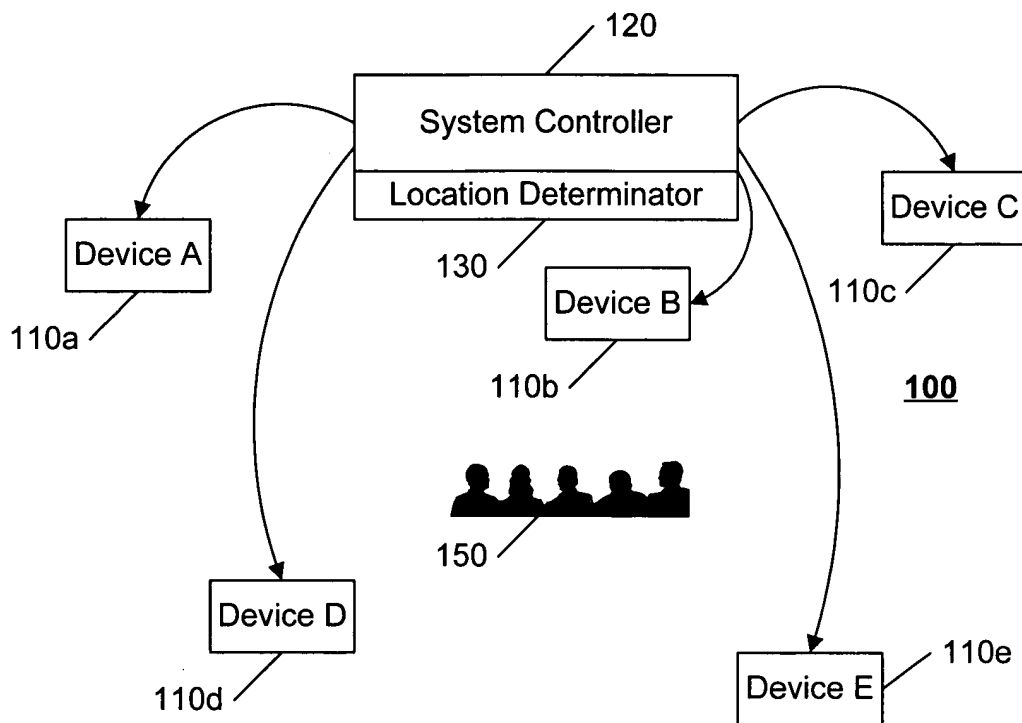 120
System Controller
Location Determinator
Device A
Device C
130
Device B
110a
110c
110b
100
150
Device D
110e
Device E
110d